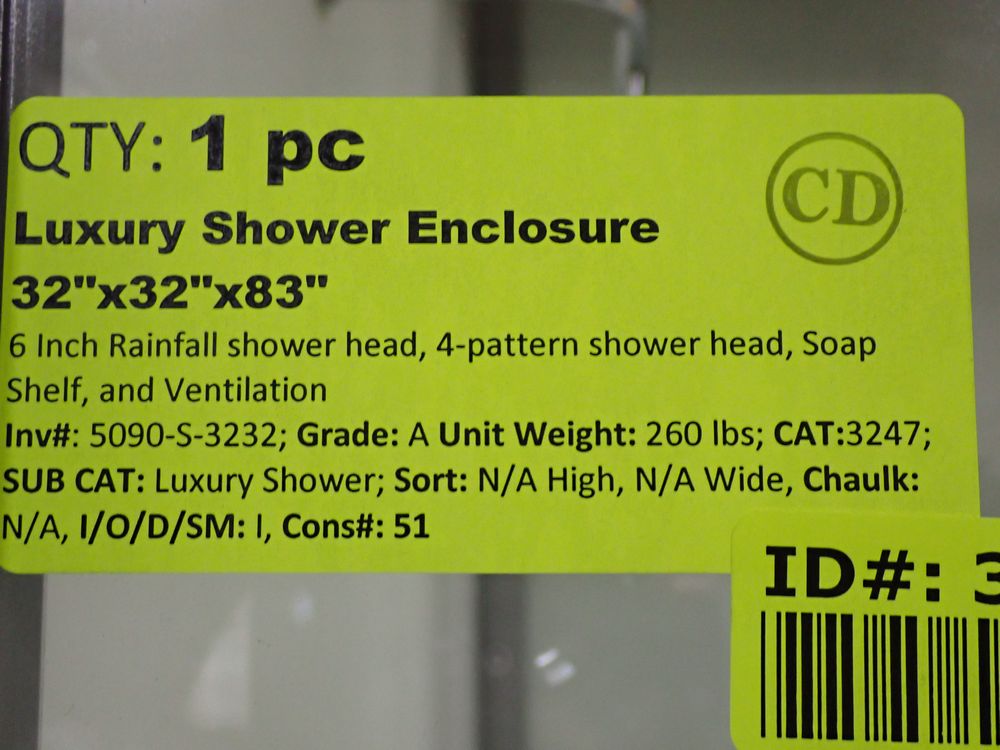 QTY: 1 pc
CD
Luxury Shower Enclosure
32"x32"x83"
6 Inch Rainfall shower head, 4-pattern shower head, Soap
Shelf, and Ventilation
Inv#: 5090-S-3232; Grade: A Unit Weight: 260 lbs; CAT:3247;
SUB CAT: Luxury Shower; Sort: N/A High, N/A Wide, Chaulk:
N/A, I/O/D/SM: I, Cons#: 51
ID#: 3